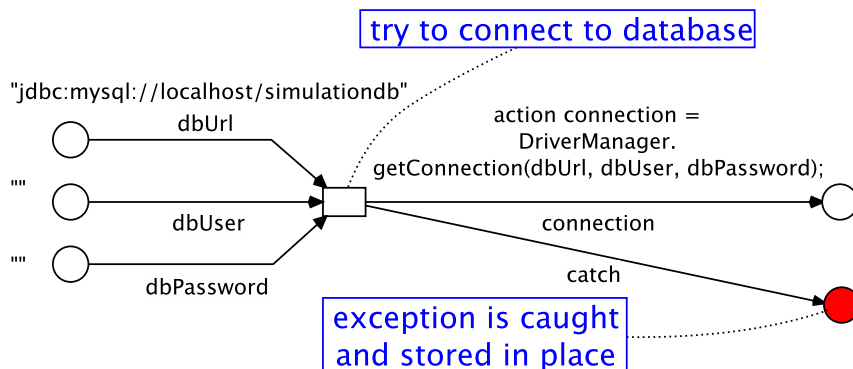 try to connect to database
"jdbc:mysql://localhost/simulationdb"
dbUrl
action connection =
DriverManager.
getConnection(dbUrl, dbUser, dbPassword);
""
dbUser
connection
""
dbPassword
catch
exception is caught
and stored in place